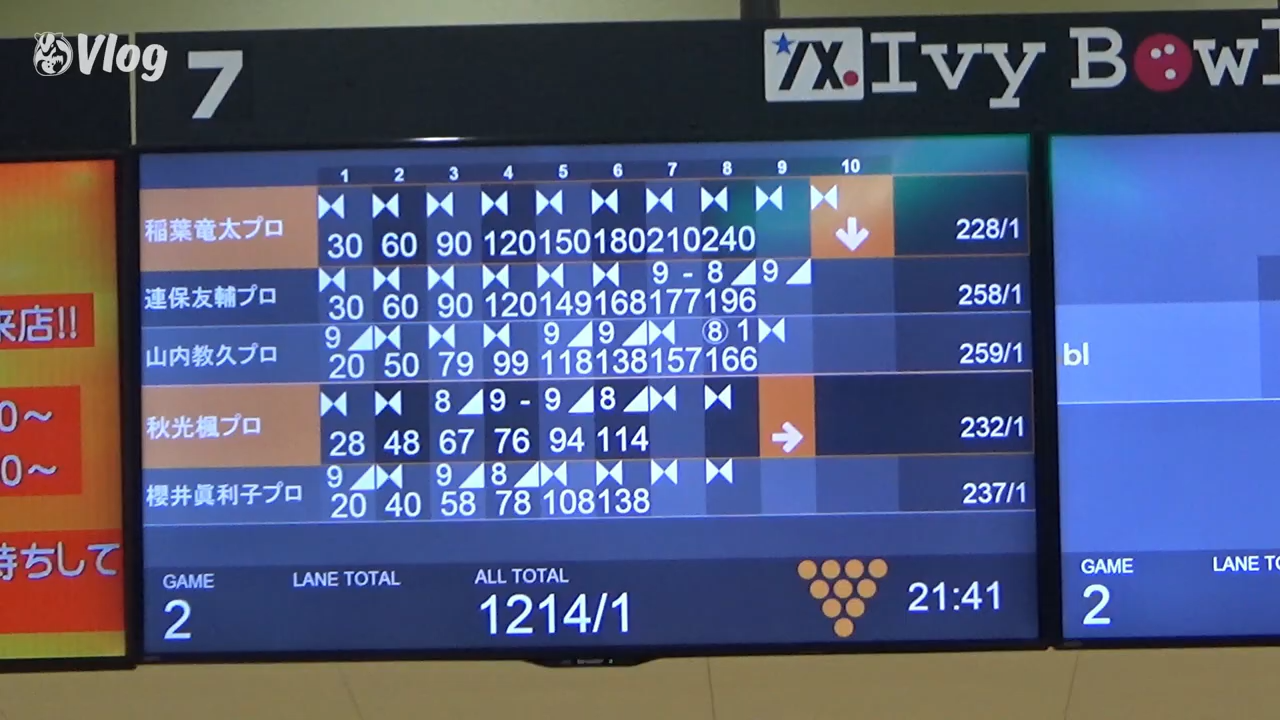 Vlog
7
Ivy Bowl
1 2 3 4 5 6 7 8 9 10
稲葉竜太プロ
30 60 90 120 150 180 210 240
228/1
連保友輔プロ
9 - 8 9
30 60 90 120 149 168 177 196
258/1
山内教久プロ
9 9 9 8 1
20 50 79 99 118 138 157 166
259/1
秋光楓プロ
8 9 - 9 8
28 48 67 76 94 114
232/1
櫻井眞利子プロ
9 9 8
20 40 58 78 108 138
237/1
GAME LANE TOTAL ALL TOTAL
2 1214/1 21:41
来店!!
0～
0～
待ちして
bl
GAME LANE TO
2